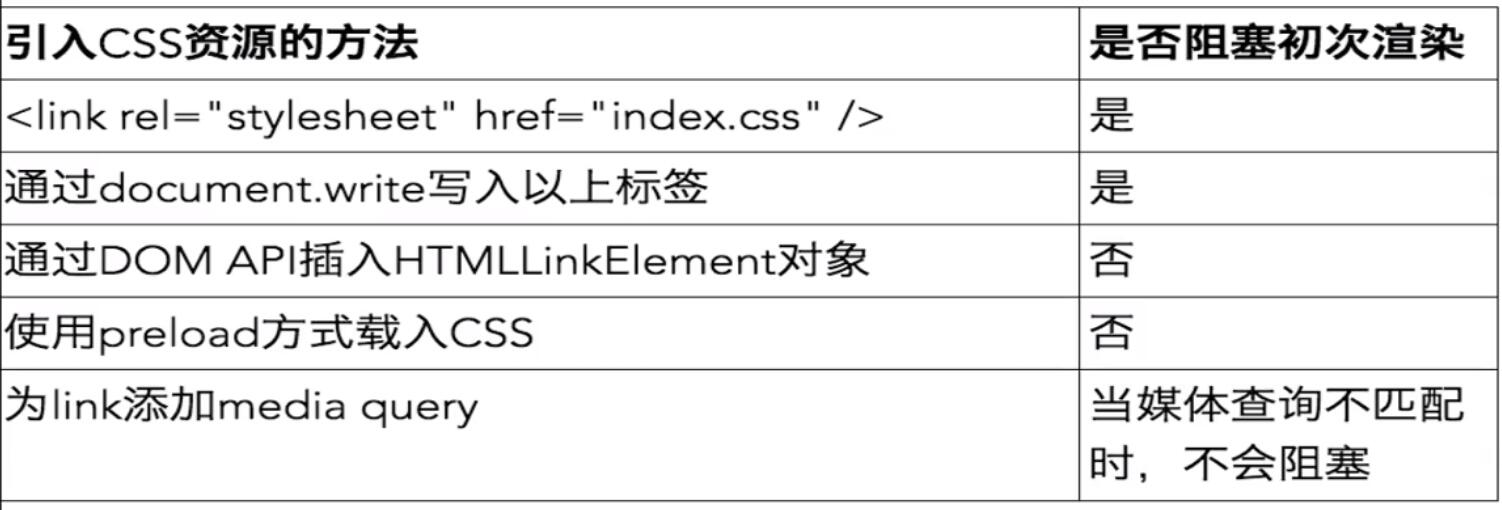 引入CSS资源的方法
是否阻塞初次渲染
<link rel="stylesheet" href="index.css" />
是
通过document.write写入以上标签
是
通过DOM API插入HTMLLinkElement对象
否
使用preload方式载入CSS
否
为link添加media query
当媒体查询不匹配
时，不会阻塞